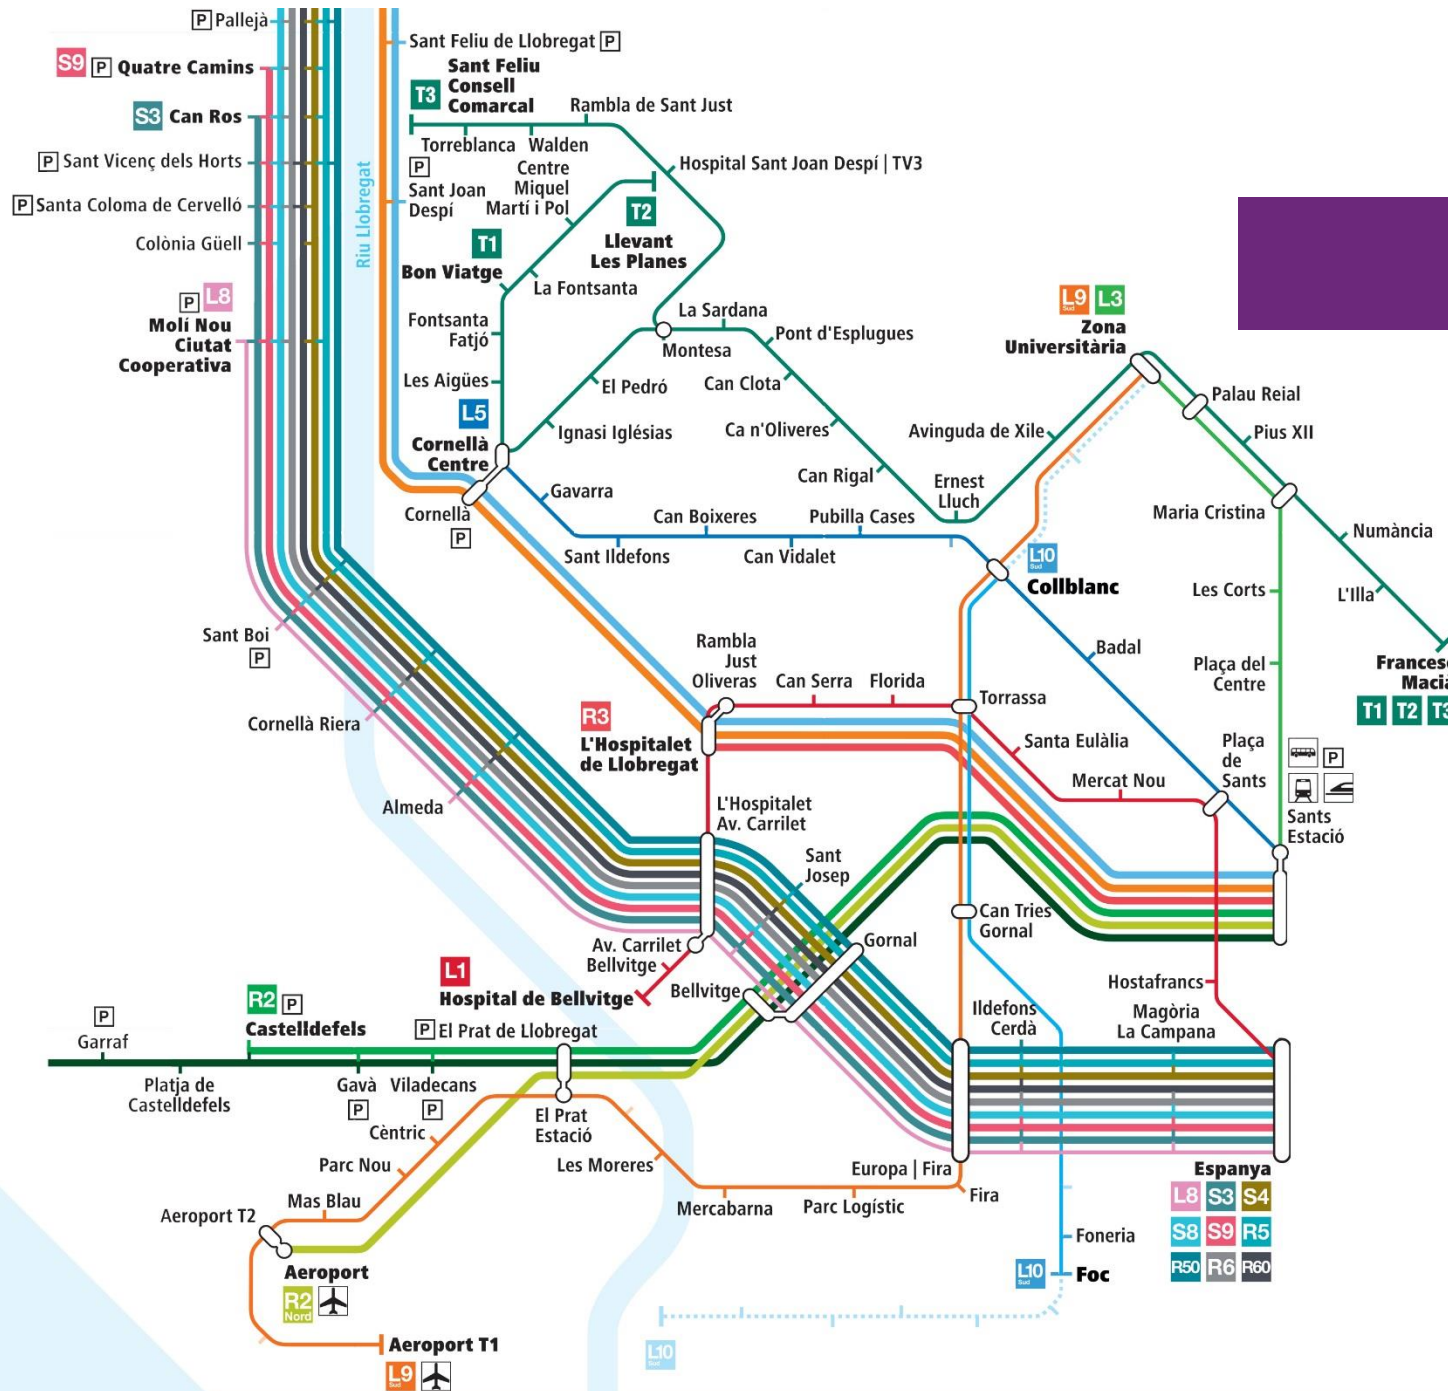 P Pallejà
Sant Feliu de Llobregat P
S9 P Quatre Camins
Sant Feliu
Consell
Comarcal
T3
S3 Can Ros
Rambla de Sant Just
Torreblanca
Walden
P Sant Vicenç dels Horts
P
Hospital Sant Joan Despí | TV3
Centre
Miquel
Martí i Pol
Sant Joan
Despí
P Santa Coloma de Cervelló
Riu Llobregat
Colònia Güell
T2
Llevant
Les Planes
T1
Bon Viatge
La Fontsanta
P L8
Molí Nou
Ciutat
Cooperativa
Fontsanta
Fatjó
La Sardana
Montesa
Pont d'Esplugues
L9 Sud L3
Zona
Universitària
Les Aigües
El Pedró
Can Clota
Palau Reial
L5
Cornellà
Centre
Ignasi Iglésias
Ca n'Oliveres
Avinguda de Xile
Pius XII
Can Rigal
Ernest
Lluch
Gavarra
Cornellà
P
Can Boixeres
Pubilla Cases
Maria Cristina
Numància
Sant Ildefons
Can Vidalet
L10 Sud
Collblanc
Les Corts
L'Illa
Sant Boi
P
Rambla
Just
Oliveras
Badal
Can Serra
Florida
Torrassa
Plaça del
Centre
Francesc
Macià
T1 T2 T3
Cornellà Riera
R3
L'Hospitalet
de Llobregat
Santa Eulàlia
Plaça
de
Sants
P
Mercat Nou
Almeda
L'Hospitalet
Av. Carrilet
Sants
Estació
Sant
Josep
Can Tries
Gornal
Av. Carrilet
Gornal
Bellvitge
L1
Hospital de Bellvitge
Bellvitge
Hostafrancs
R2 P
Castelldefels
P
Garraf
P El Prat de Llobregat
Ildefons
Cerdà
Magòria
La Campana
Platja de
Castelldefels
Gavà
P
Viladecans
P
El Prat
Estació
Cèntric
Parc Nou
Les Moreres
Europa | Fira
Espanya
L8 S3 S4
S8 S9 R5
R50 R6 R60
Mas Blau
Mercabarna
Parc Logístic
Fira
Aeroport T2
Foneria
Aeroport
R2 Nord
L10 Sud Foc
Aeroport T1
L9 Sud
L10 Sud